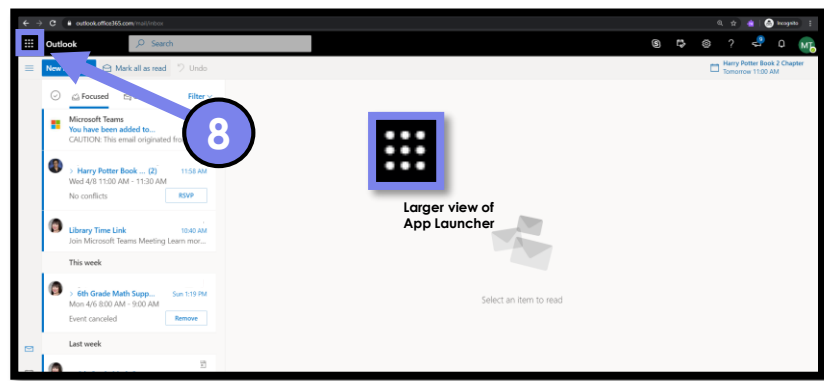 outlook.office365.com/mail/inbox
Incognito
Outlook
Search
?
MT
New
Mark all as read
Undo
Harry Potter Book 2 Chapter
Tomorrow 11:00 AM
Focused
Filter
8
Microsoft Teams
You have been added to...
CAUTION: This email originated fro
> Harry Potter Book ... (2) 11:58 AM
Wed 4/8 11:00 AM - 11:30 AM
No conflicts RSVP
Larger view of
App Launcher
Library Time Link 10:40 AM
Join Microsoft Teams Meeting Learn mor...
This week
> 6th Grade Math Supp... Sun 1:19 PM
Mon 4/6 8:00 AM - 9:00 AM
Event canceled Remove
Select an item to read
Last week